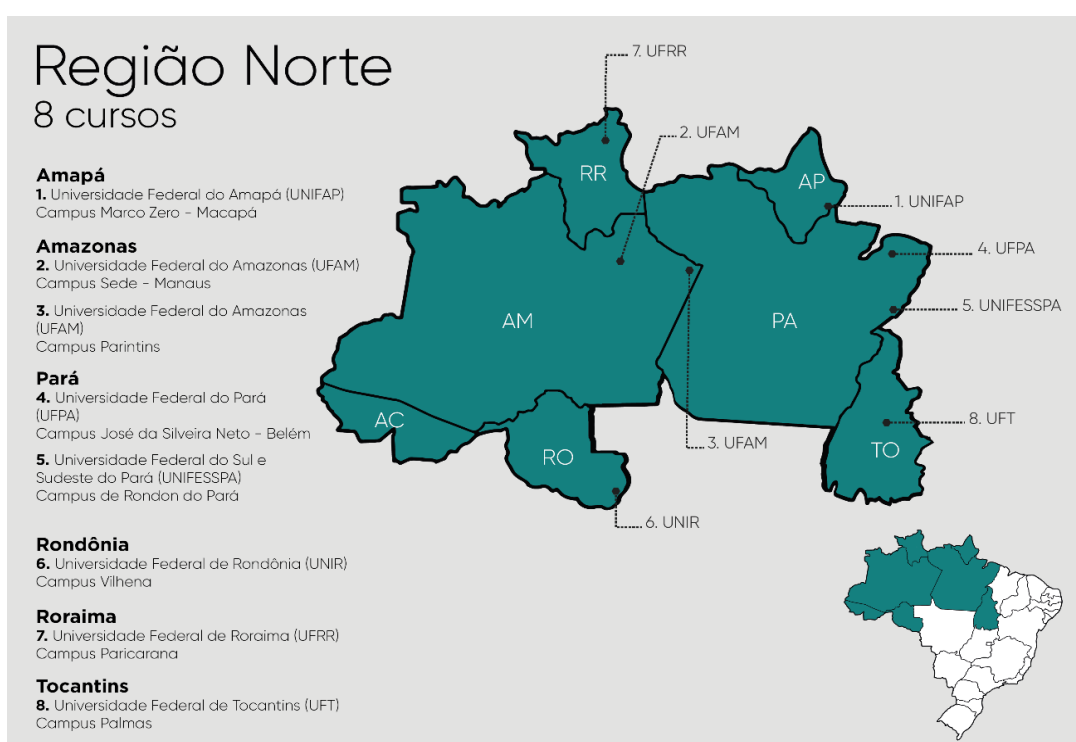 Região Norte
8 cursos
Amapá
1. Universidade Federal do Amapá (UNIFAP)
Campus Marco Zero - Macapá
Amazonas
2. Universidade Federal do Amazonas (UFAM)
Campus Sede - Manaus
3. Universidade Federal do Amazonas
(UFAM)
Campus Parintins
Pará
4. Universidade Federal do Pará
(UFPA)
Campus José da Silveira Neto - Belém
5. Universidade Federal do Sul e
Sudeste do Pará (UNIFESSPA)
Campus de Rondon do Pará
Rondônia
6. Universidade Federal de Rondônia (UNIR)
Campus Vilhena
Roraima
7. Universidade Federal de Roraima (UFRR)
Campus Paricarana
Tocantins
8. Universidade Federal de Tocantins (UFT)
Campus Palmas
7. UFRR
2. UFAM
RR
AP
1. UNIFAP
4. UFPA
5. UNIFESSPA
AM
PA
AC
8. UFT
3. UFAM
RO
TO
6. UNIR